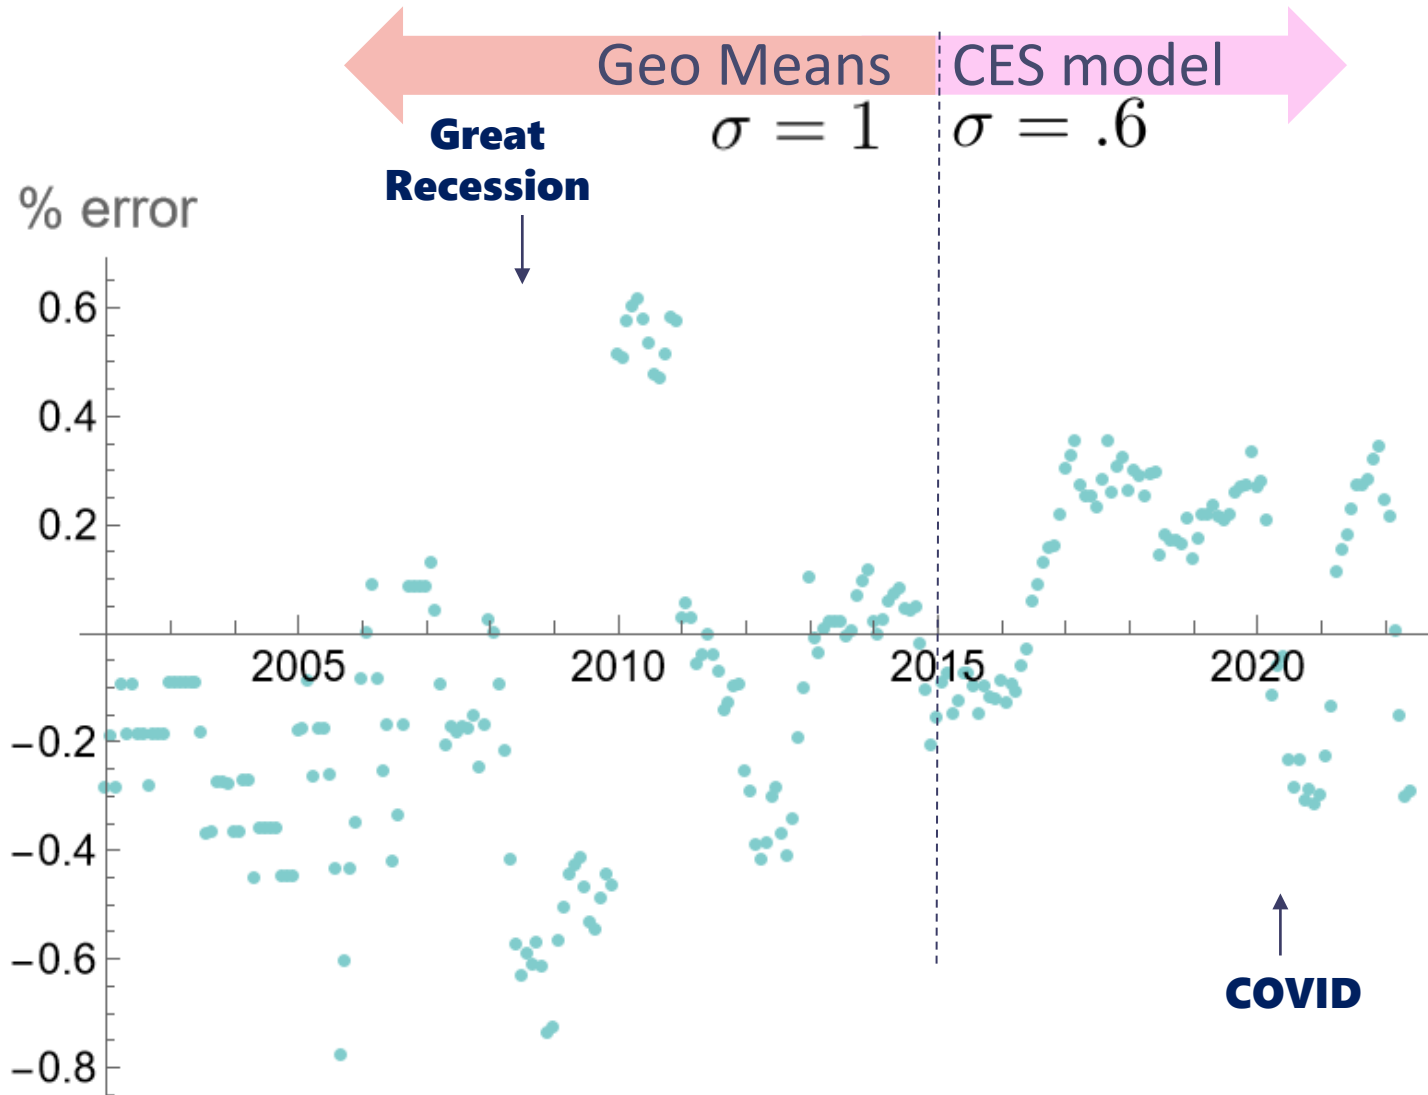 Geo Means CES model
σ = 1 σ = .6
Great
Recession
% error
0.6
0.4
0.2
2005 2010 2015 2020
−0.2
−0.4
−0.6
−0.8
COVID